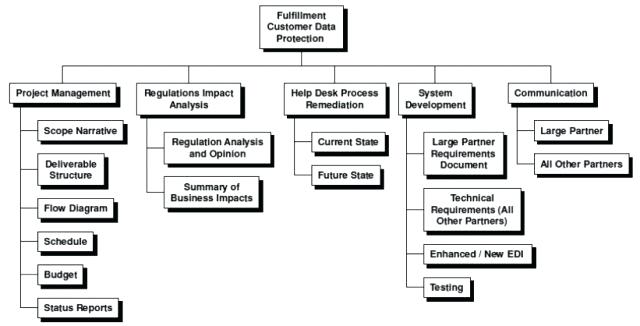 Fulfillment
Customer Data
Protection
Project Management
Scope Narrative
Deliverable
Structure
Flow Diagram
Schedule
Budget
Status Reports
Regulations Impact
Analysis
Regulation Analysis
and Opinion
Summary of
Business Impacts
Help Desk Process
Remediation
Current State
Future State
System
Development
Large Partner
Requirements
Document
Technical
Requirements (All
Other Partners)
Enhanced / New EDI
Testing
Communication
Large Partner
All Other Partners